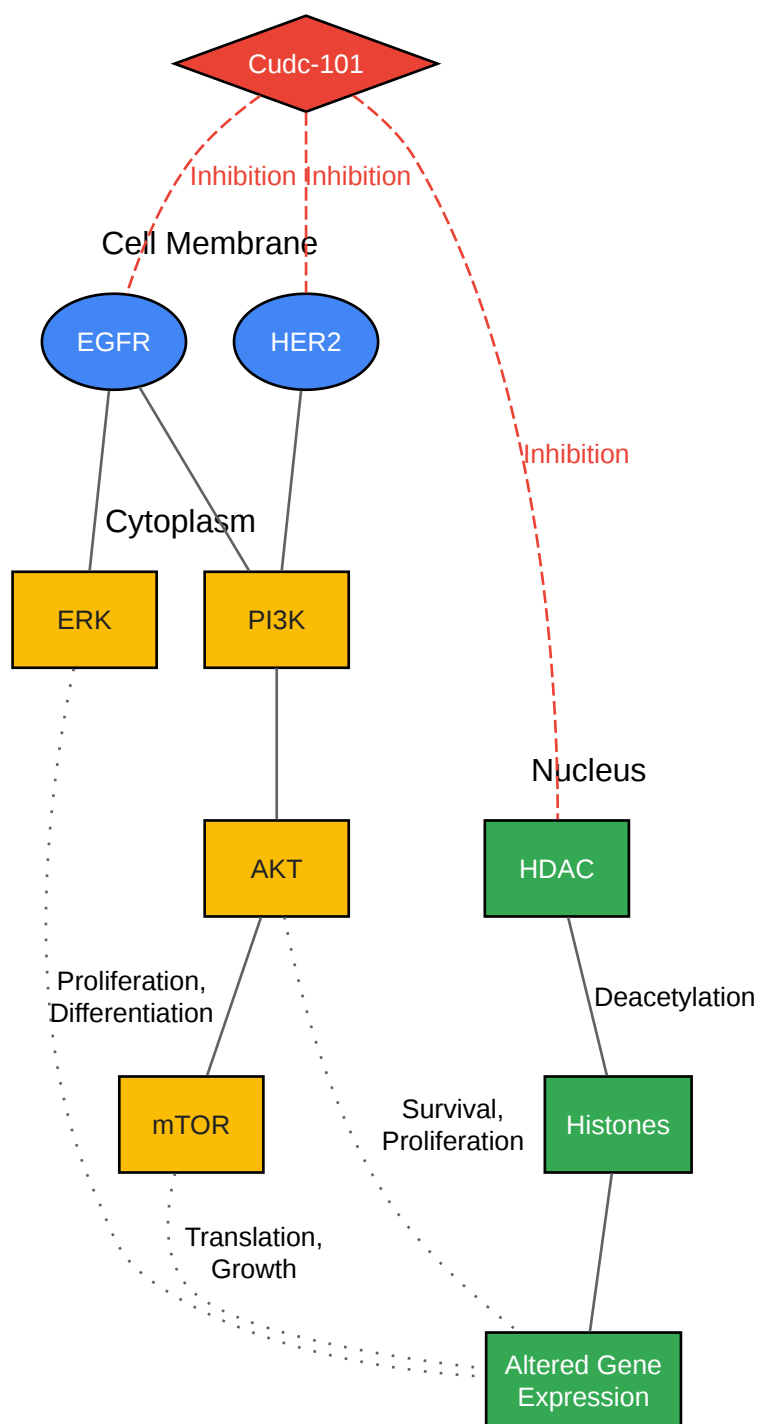 Cudc-101
Inhibition
Inhibition
Cell Membrane
EGFR
HER2
Inhibition
Cytoplasm
ERK
PI3K
Nucleus
AKT
HDAC
Proliferation,
Differentiation
Deacetylation
mTOR
Survival,
Proliferation
Histones
Translation,
Growth
Altered Gene
Expression